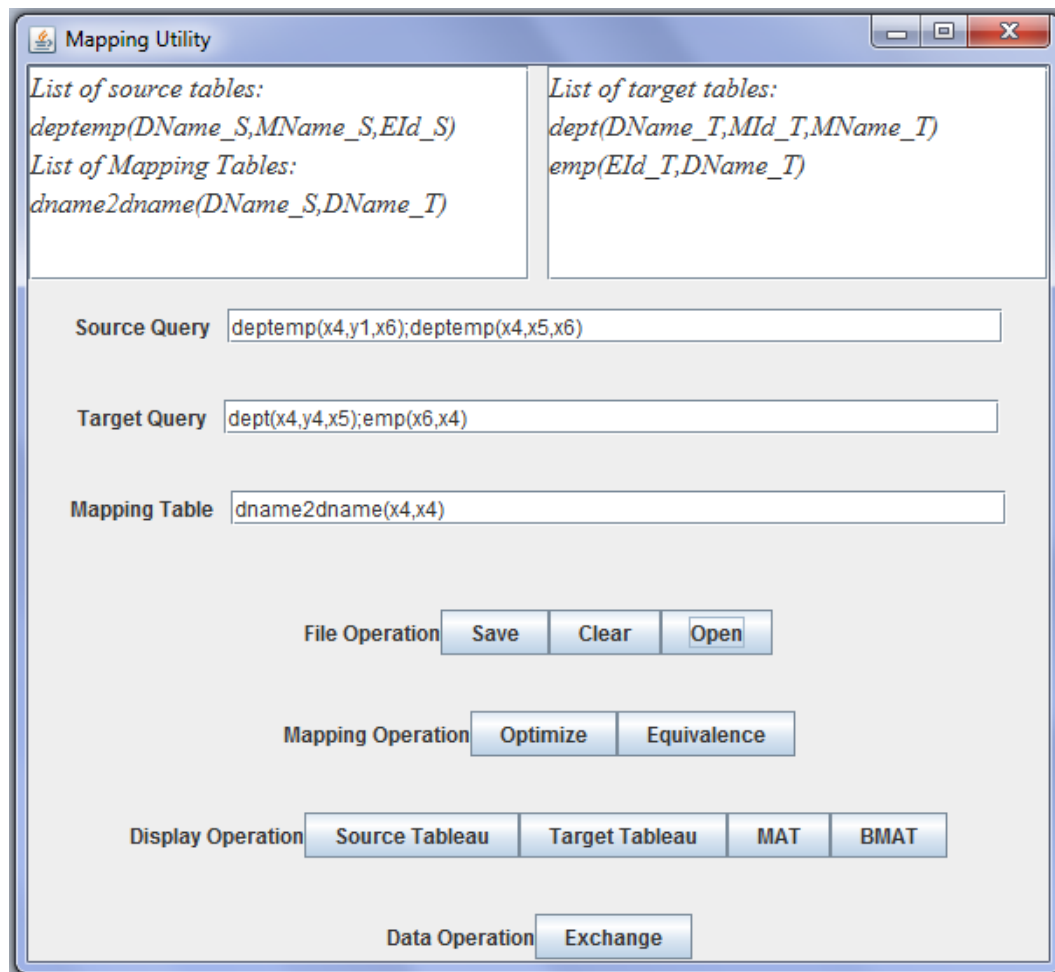 Mapping Utility
List of source tables:
deptemp(DName_S,MName_S,EId_S)
List of Mapping Tables:
dname2dname(DName_S,DName_T)
List of target tables:
dept(DName_T,MId_T,MName_T)
emp(EId_T,DName_T)
Source Query deptemp(x4,y1,x6);deptemp(x4,x5,x6)
Target Query dept(x4,y4,x5);emp(x6,x4)
Mapping Table dname2dname(x4,x4)
File Operation Save Clear Open
Mapping Operation Optimize Equivalence
Display Operation Source Tableau Target Tableau MAT BMAT
Data Operation Exchange